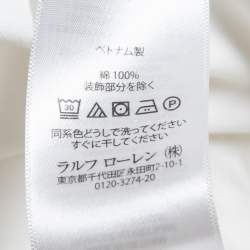 ベトナム製
綿 100%
装飾部分を除く
30
同系色どうしで洗ってください
すぐに干してください
ラルフ ローレン (株)
東京都千代田区永田町2-10-1
0120-3274-20